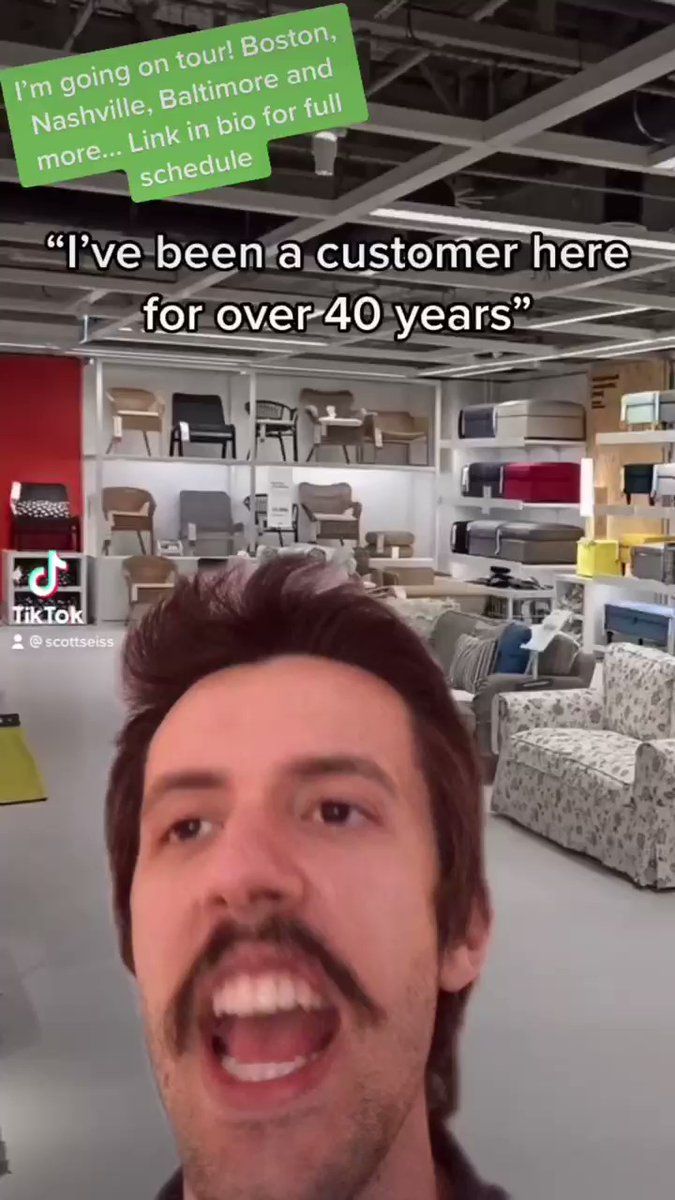 I'm going on tour! Boston,
Nashville, Baltimore and
more... Link in bio for full
schedule
“I've been a customer here
for over 40 years”
TikTok
@scottseiss